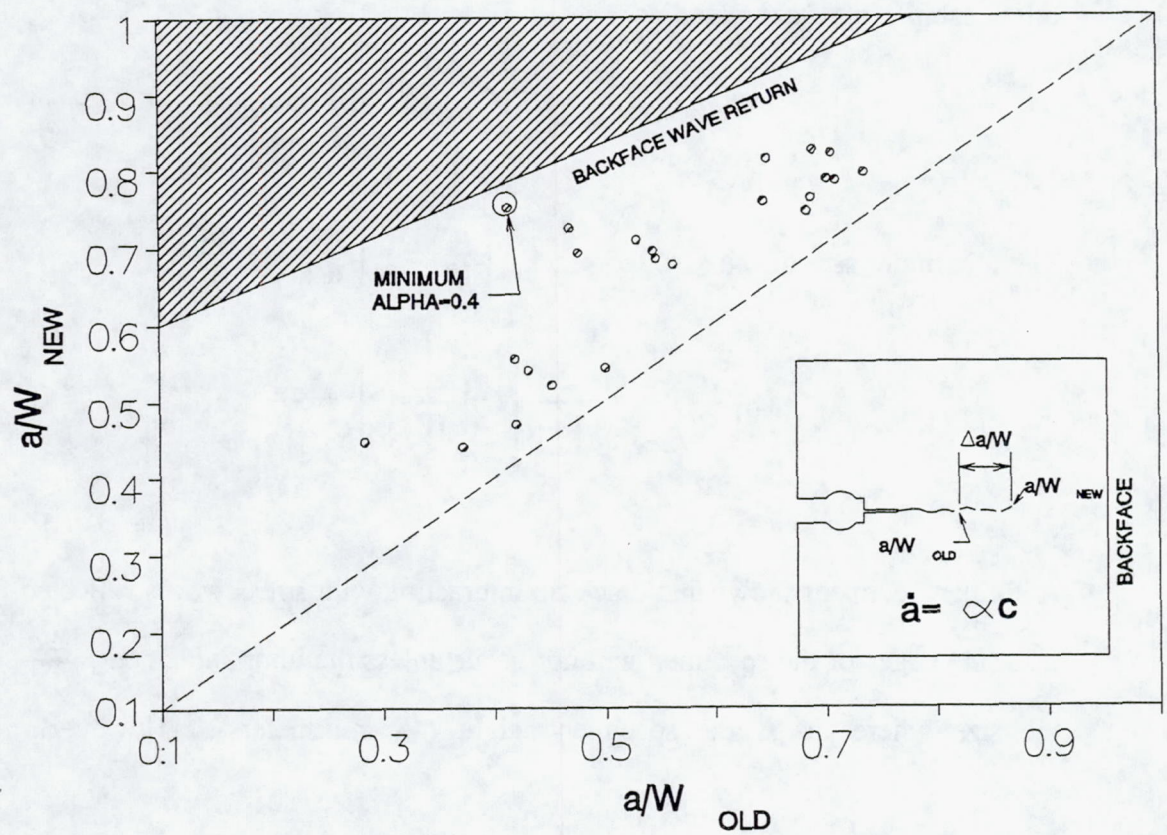 1
0.9
0.8
0.7
0.6
0.5
0.4
0.3
0.2
0.1
a/W NEW
BACKFACE WAVE RETURN
MINIMUM
ALPHA=0.4
Δa/W
a/W NEW
a/W OLD
ȧ= αC
BACKFACE
0.1
0.3
0.5
0.7
0.9
a/W OLD